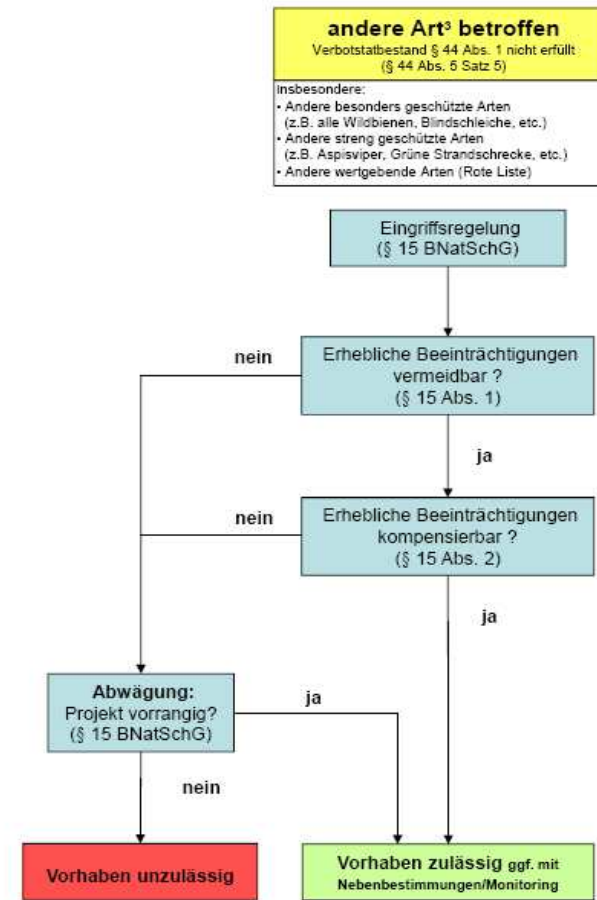 andere Art³ betroffen
Verbotstatbestand § 44 Abs. 1 nicht erfüllt
(§ 44 Abs. 5 Satz 5)
Insbesondere:
• Andere besonders geschützte Arten
(z.B. alle Wildbienen, Blindschleiche, etc.)
• Andere streng geschützte Arten
(z.B. Aspisviper, Grüne Strandschrecke, etc.)
• Andere wertgebende Arten (Rote Liste)
Eingriffsregelung
(§ 15 BNatSchG)
nein
Erhebliche Beeinträchtigungen
vermeidbar ?
(§ 15 Abs. 1)
ja
nein
Erhebliche Beeinträchtigungen
kompensierbar ?
(§ 15 Abs. 2)
ja
Abwägung:
Projekt vorrangig?
(§ 15 BNatSchG)
ja
nein
Vorhaben unzulässig
Vorhaben zulässig ggf. mit
Nebenbestimmungen/Monitoring